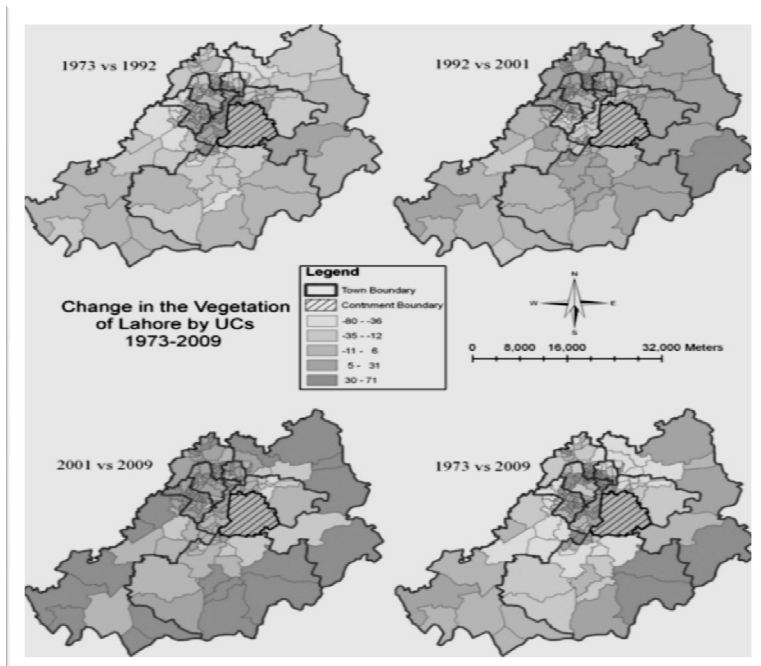 1973 vs 1992
1992 vs 2001
Change in the Vegetation
of Lahore by UCs
1973-2009
Legend
Town Boundary
Contnment Boundary
-80 - -36
-35 - -12
-11 - 6
5 - 31
30 - 71
N
W E
S
0 8,000 16,000 32,000 Meters
2001 vs 2009
1973 vs 2009